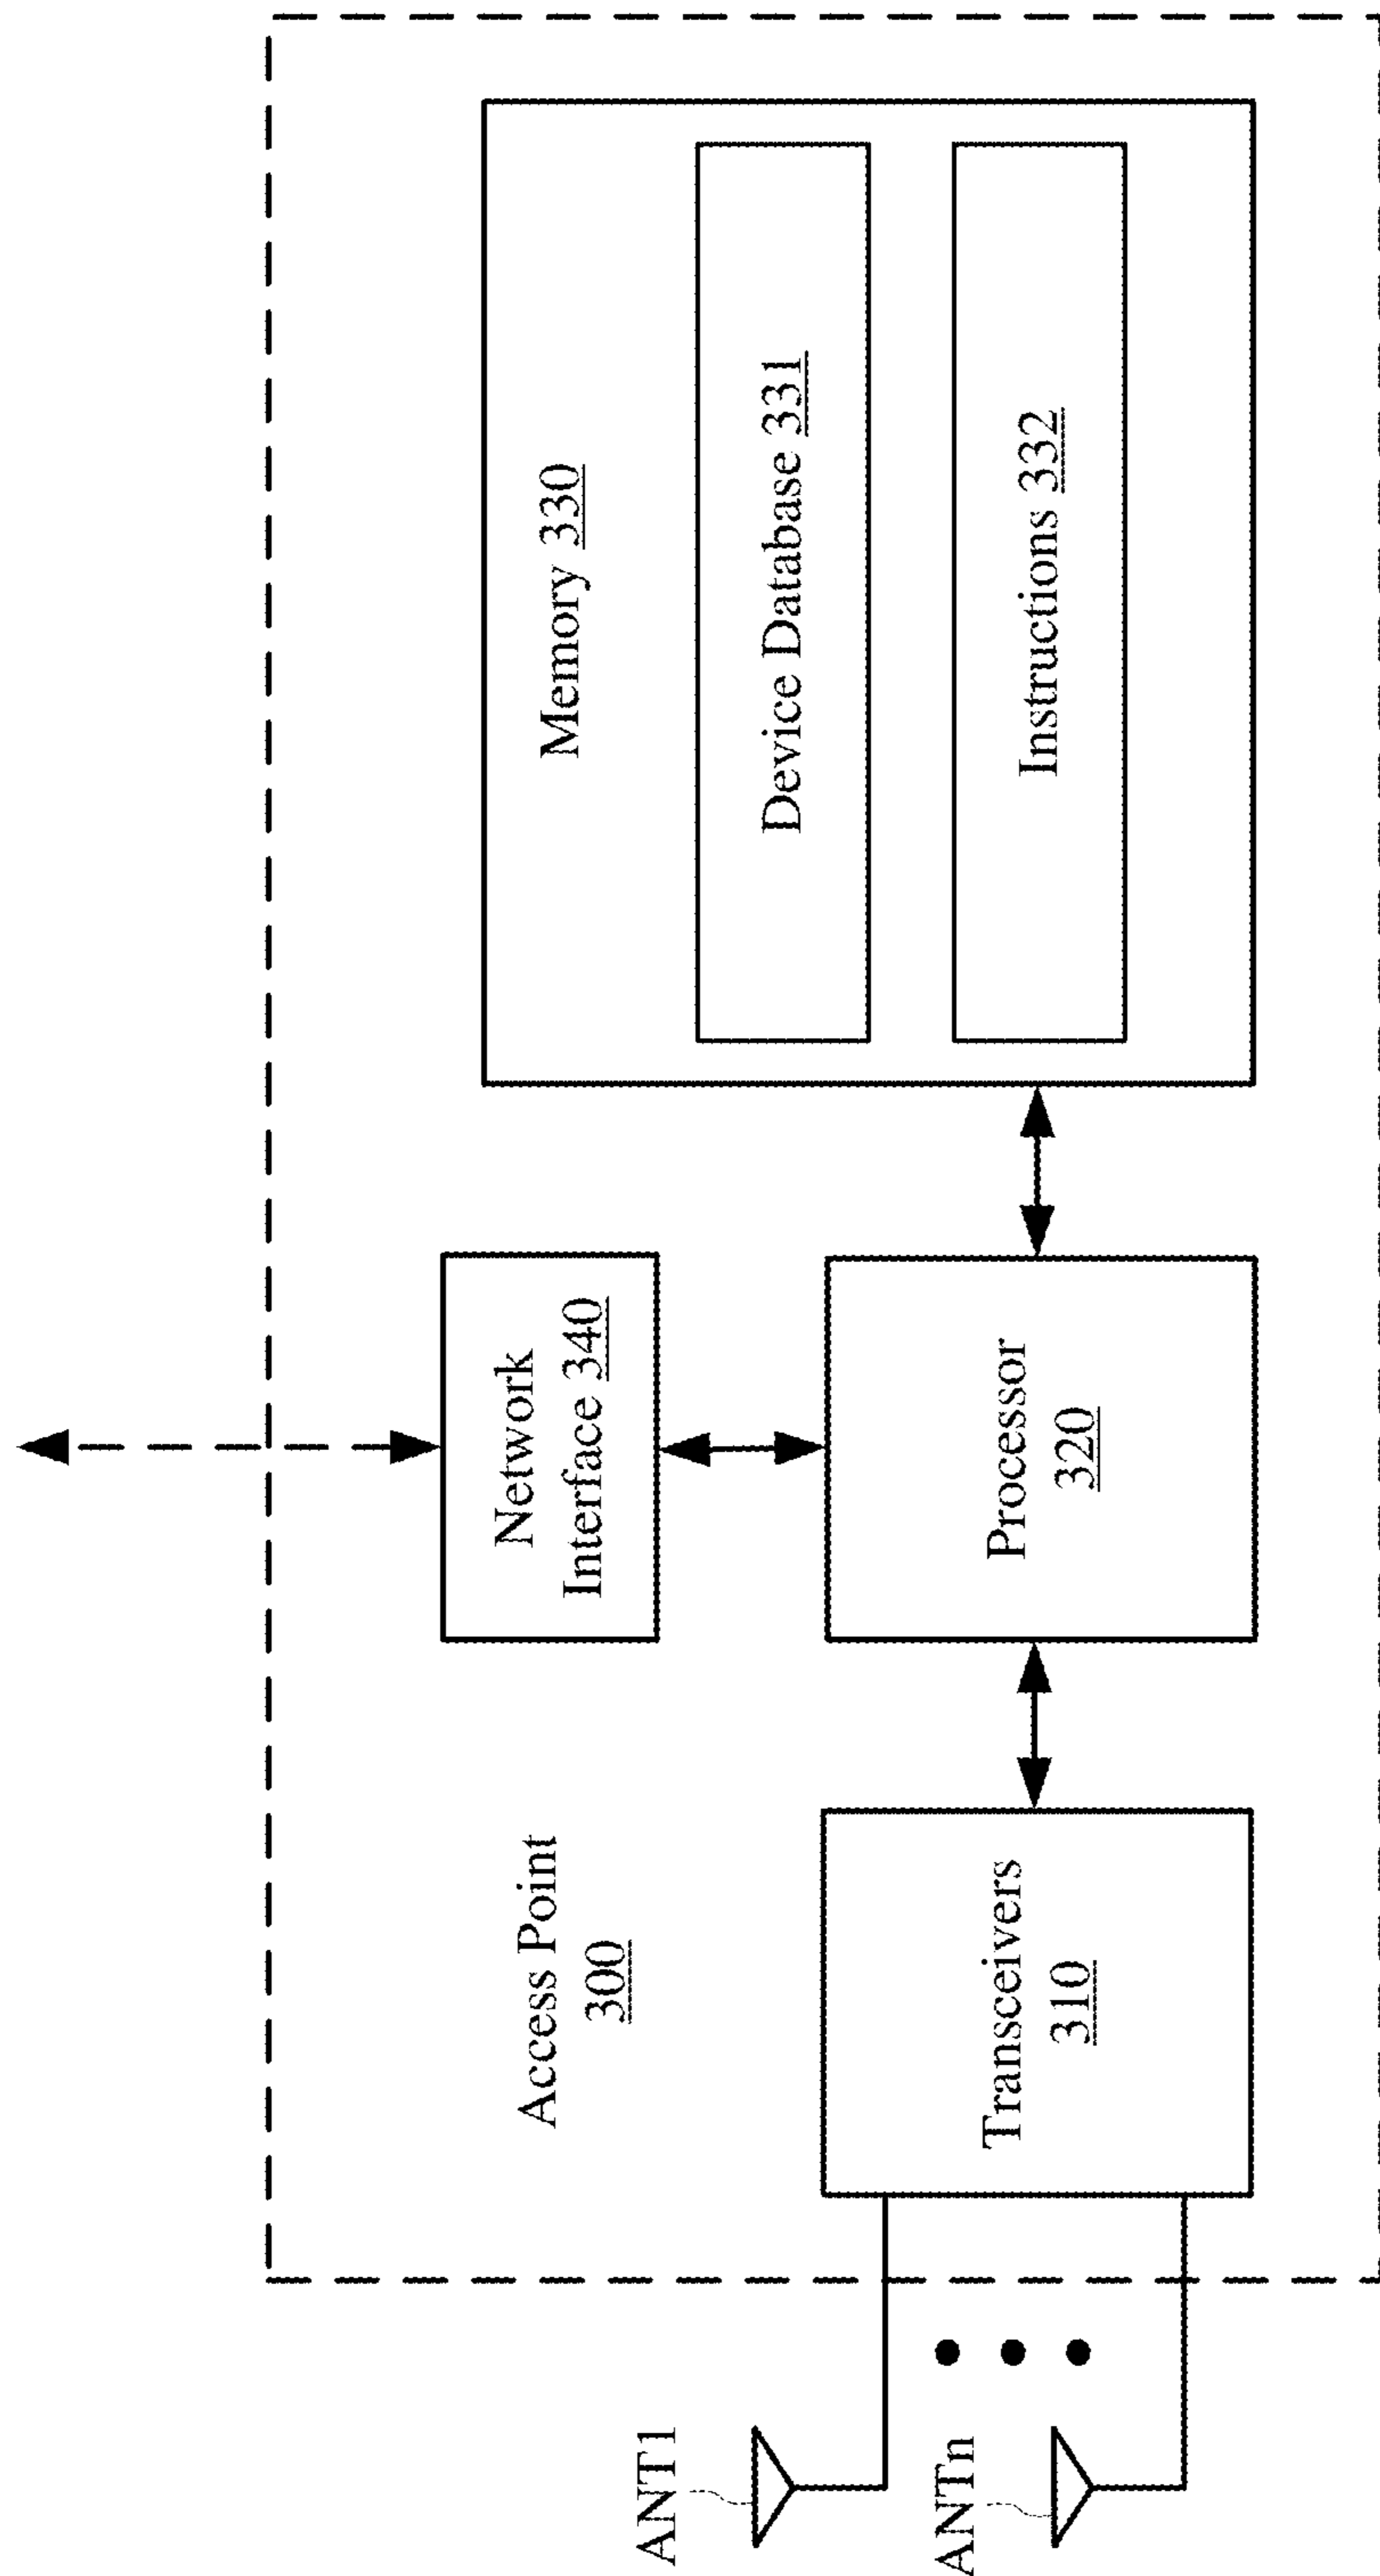 Access Point
300
Network
Interface 340
Memory 330
Device Database 331
Instructions 332
ANT1
ANTn
Transceivers
310
Processor
320